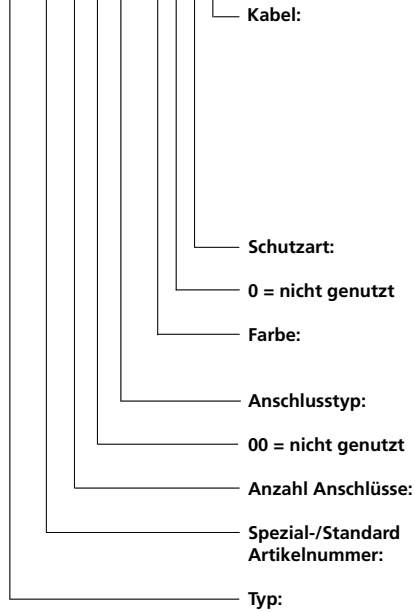 Kabel:
Schutzart:
0 = nicht genutzt
Farbe:
Anschlusstyp:
00 = nicht genutzt
Anzahl Anschlüsse:
Spezial-/Standard
Artikelnummer:
Typ: